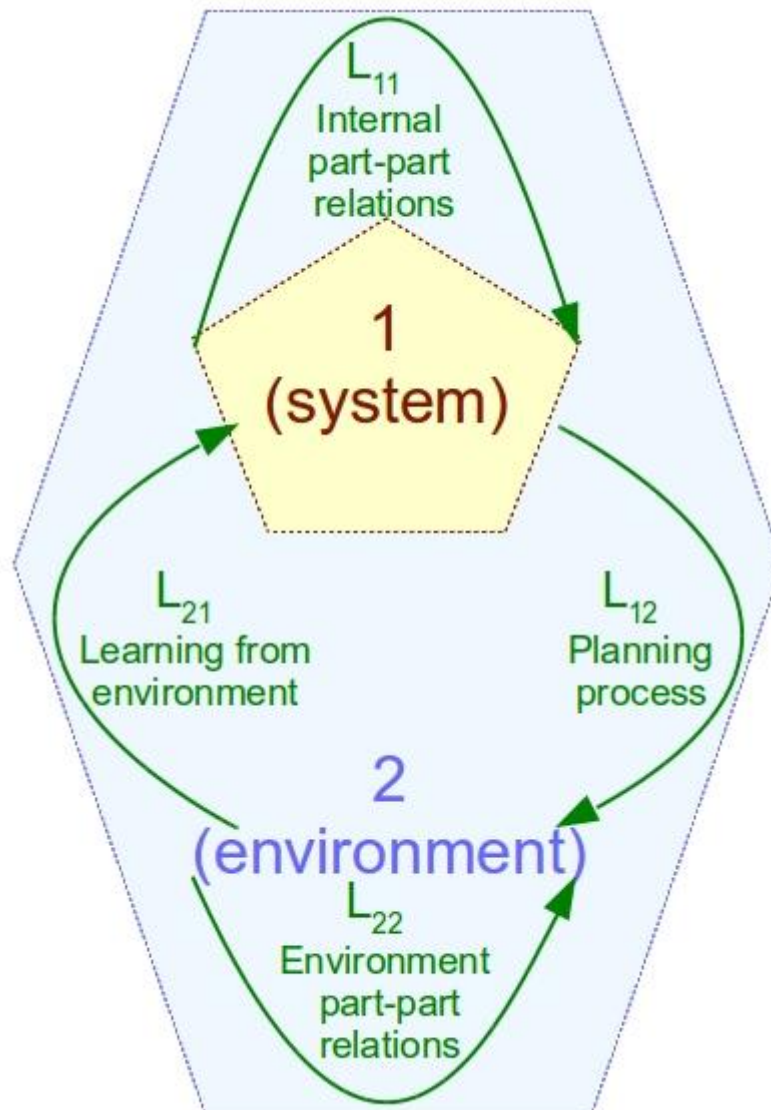 L₁₁
Internal
part-part
relations
1
(system)
L₂₁
Learning from
environment
L₁₂
Planning
process
2
(environment)
L₂₂
Environment
part-part
relations